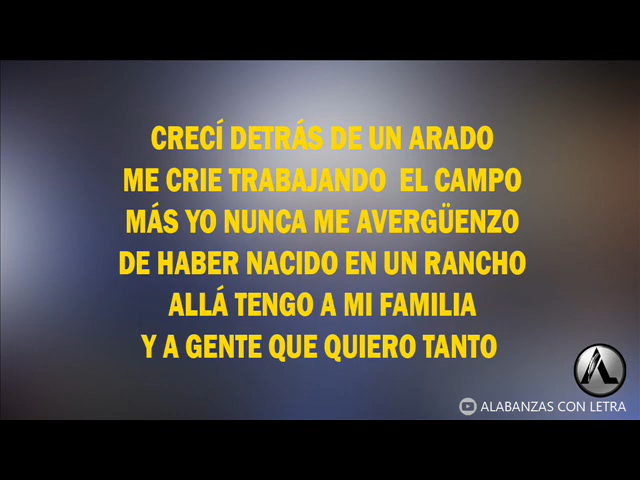 CRECÍ DETRÁS DE UN ARADO
ME CRIE TRABAJANDO  EL CAMPO
MÁS YO NUNCA ME AVERGÜENZO
DE HABER NACIDO EN UN RANCHO
ALLÁ TENGO A MI FAMILIA
Y A GENTE QUE QUIERO TANTO
ALABANZAS CON LETRA